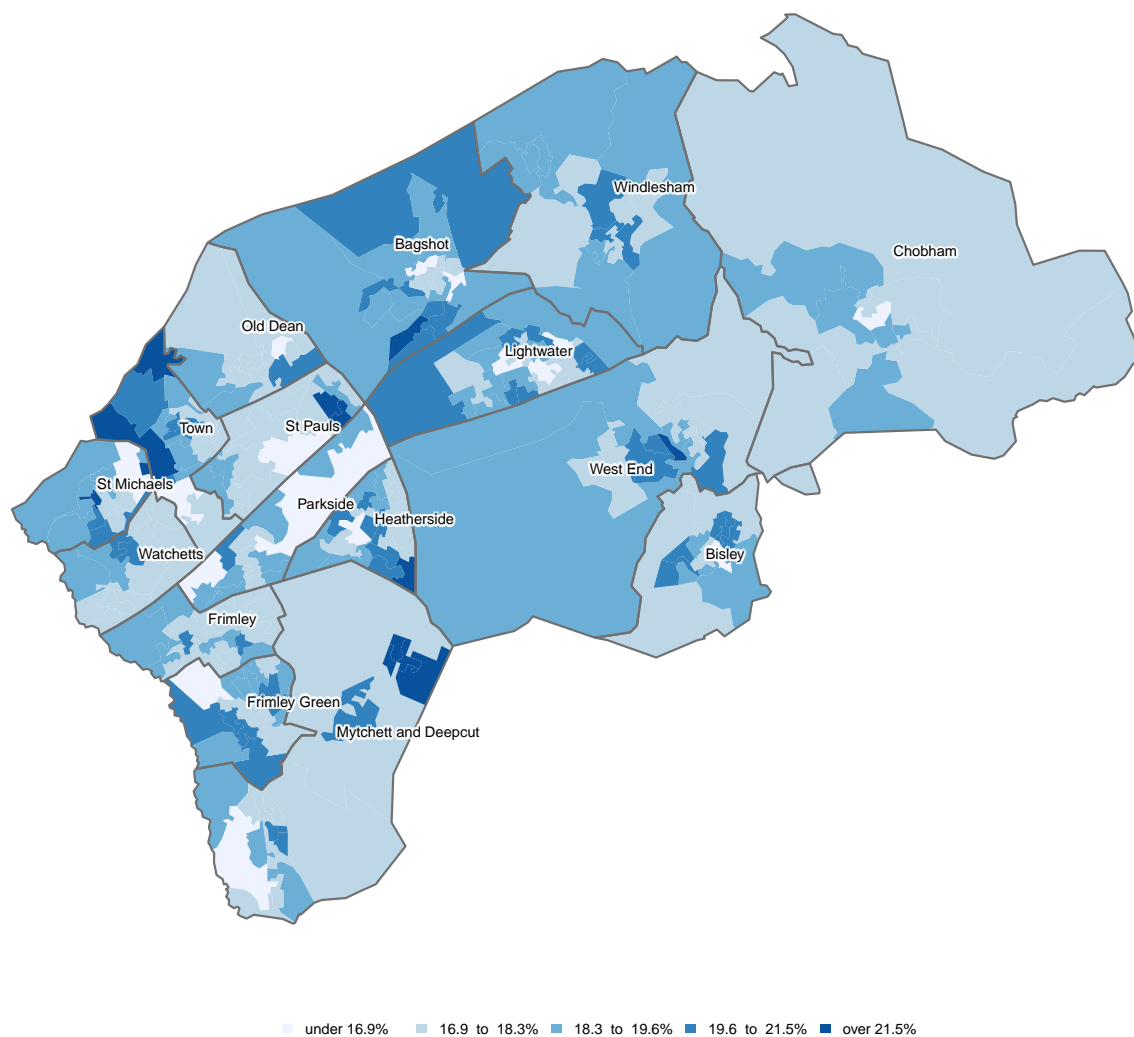 Windlesham
Bagshot
Chobham
Old Dean
Lightwater
St Pauls
Town
West End
St Michaels
Parkside
Heatherside
Watchetts
Bisley
Frimley
Frimley Green
Mytchett and Deepcut
under 16.9% 16.9 to 18.3% 18.3 to 19.6% 19.6 to 21.5% over 21.5%